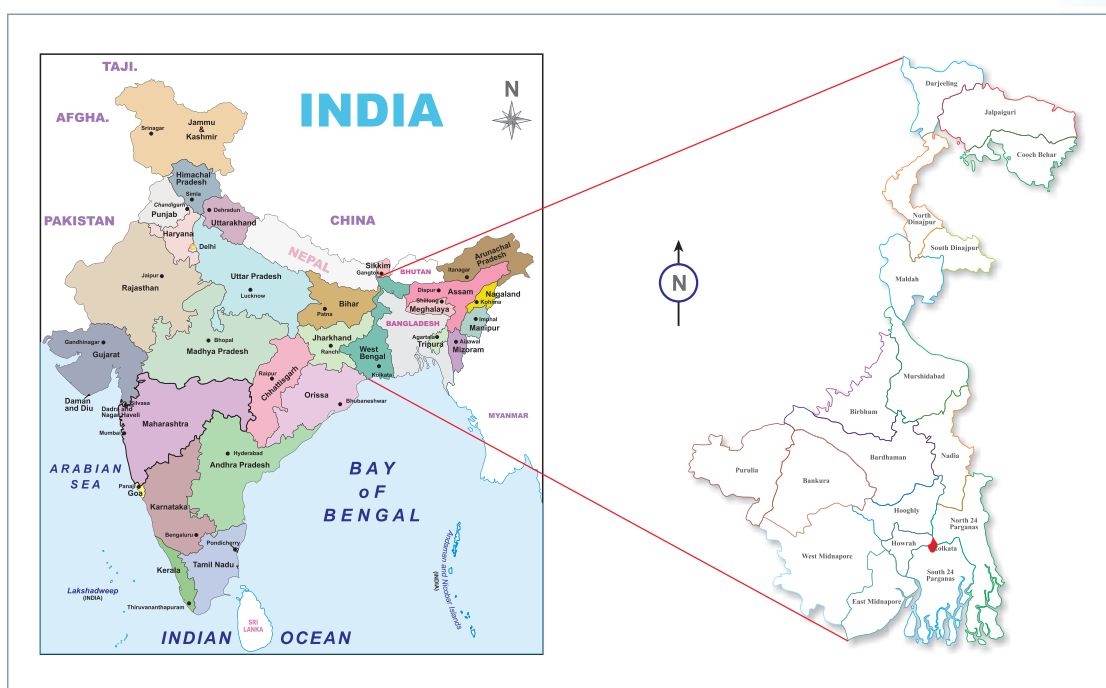 TAJI.
AFGHA.
INDIA
N
Srinagar
Jammu
&
Kashmir
Himachal
Pradesh
Simla
Chandigarh
Punjab
Dehradun
Uttarakhand
PAKISTAN
CHINA
Haryana
Delhi
NEPAL
Sikkim
Gangtok
BHUTAN
Arunachal
Pradesh
Itanagar
Jaipur
Rajasthan
Uttar Pradesh
Lucknow
Bihar
Patna
Dispur
Assam
Shillong
Meghalaya
Nagaland
Kohima
Imphal
Manipur
BANGLADESH
Agartala
Tripura
Aizawal
Mizoram
Gandhinagar
Gujarat
Bhopal
Madhya Pradesh
Jharkhand
Ranchi
West
Bengal
Kolkata
Raipur
Chhattisgarh
Orissa
Bhubaneshwar
Daman
and Diu
Silvasa
Dadra and
Nagar Haveli
Mumbai
Maharashtra
MYANMAR
Hyderabad
Andhra Pradesh
ARABIAN
SEA
Panaji
Goa
BAY
oF
BENGAL
Karnataka
Bengaluru
Pondicherry
Tamil Nadu
Kerala
Thiruvananthapuram
Lakshadweep
(INDIA)
Andaman and Nicobar Islands
(INDIA)
SRI
LANKA
INDIAN OCEAN
N
Darjeeling
Jalpaiguri
Cooch Behar
North
Dinajpur
South Dinajpur
Maldah
Murshidabad
Birbhum
Bardhaman
Nadia
Purulia
Bankura
Hooghly
North 24
Parganas
Howrah
Kolkata
West Midnapore
South 24
Parganas
East Midnapore